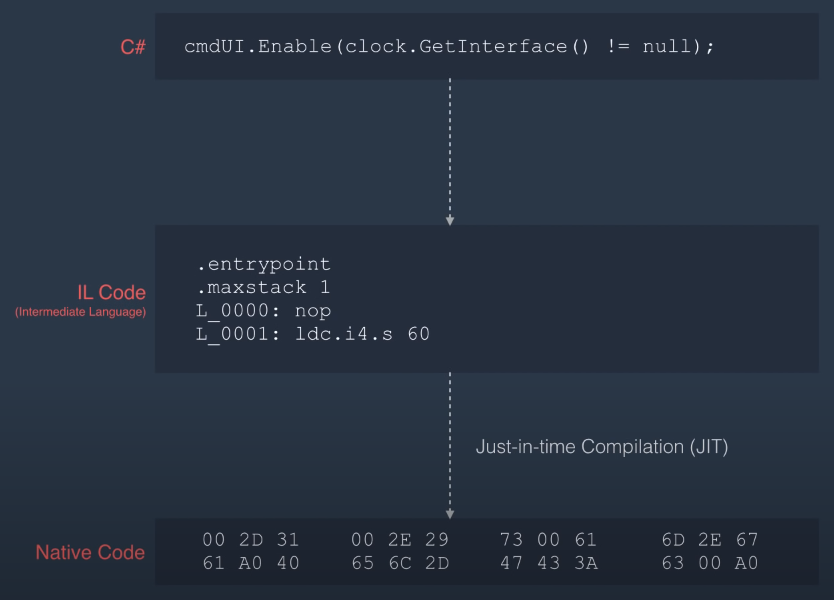 C#
cmdUI.Enable(clock.GetInterface() != null);
IL Code
(Intermediate Language)
.entrypoint
.maxstack 1
L_0000: nop
L_0001: ldc.i4.s 60
Just-in-time Compilation (JIT)
Native Code
00 2D 31 00 2E 29 73 00 61 6D 2E 67
61 A0 40 65 6C 2D 47 43 3A 63 00 A0